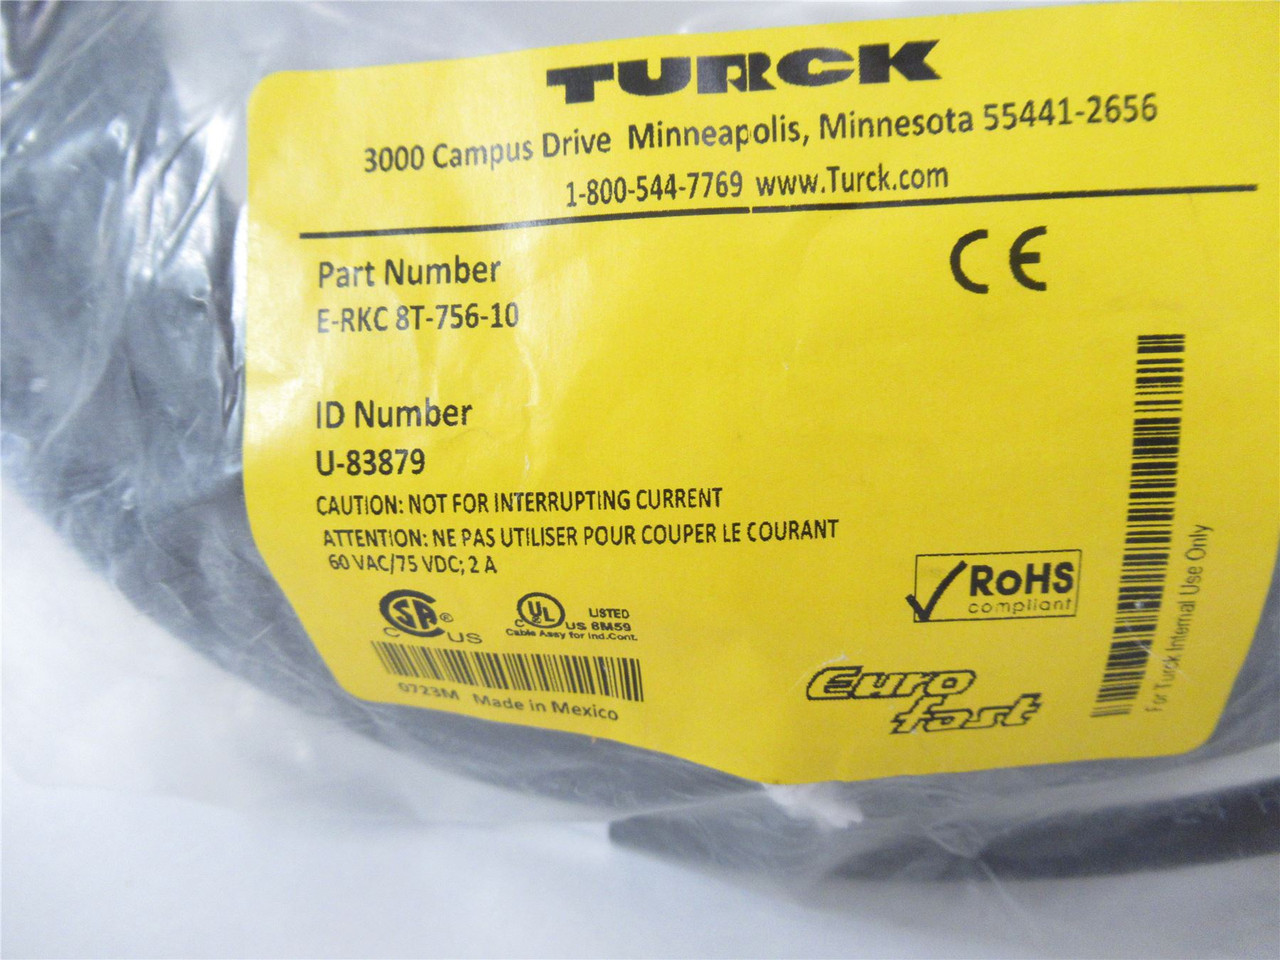 TURCK
3000 Campus Drive Minneapolis, Minnesota 55441-2656
1-800-544-7769 www.Turck.com
CE
Part Number
E-RKC 8T-756-10
ID Number
U-83879
CAUTION: NOT FOR INTERRUPTING CURRENT
ATTENTION: NE PAS UTILISER POUR COUPER LE COURANT
60 VAC/75 VDC; 2 A
C SA ® US
C UL US LISTED
8M59
Cable Assy for Ind.Cont.
0723M Made in Mexico
RoHS
compliant
Euro
fast
For Turck Internal Use Only